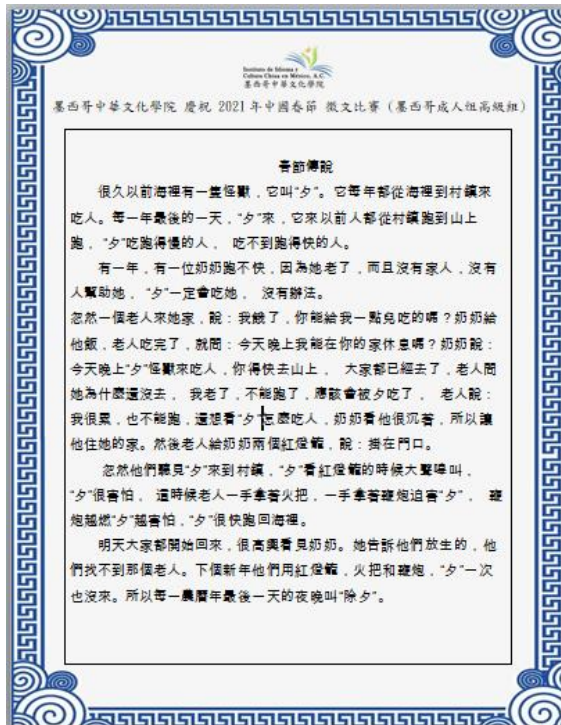 Instituto de Idioma y
Cultura China en México, A.C.
墨西哥中華文化學院
墨西哥中華文化學院 慶祝 2021 年中國春節 徵文比賽 (墨西哥成人組高級組)
春節傳說
很久以前海裡有一隻怪獸，它叫“夕”。它每年都從海裡到村鎮來
吃人。每一年最後的一天，“夕”來，它來以前人都從村鎮跑到山上
跑，“夕”吃跑得慢的人， 吃不到跑得快的人。
有一年，有一位奶奶跑不快，因為她老了，而且沒有家人，沒有
人幫助她，“夕”一定會吃她， 沒有辦法。
忽然一個老人來她家，說：我餓了，你能給我一點兒吃的嗎？奶奶給
他飯，老人吃完了，就問：今天晚上我能在你的家休息嗎？奶奶說：
今天晚上“夕”怪獸來吃人，你得快去山上， 大家都已經去了，老人問
她為什麼還沒去， 我老了，不能跑了，應該會被夕吃了， 老人說：
我很累，也不能跑，還想看“夕”怎麼吃人，奶奶看他很沉著，所以讓
他住她的家。然後老人給奶奶兩個紅燈籠，說：掛在門口。
忽然他們聽見“夕”來到村鎮，“夕”看紅燈籠的時候大聲嚎叫，
“夕”很害怕， 這時候老人一手拿著火把，一手拿著鞭炮迫害“夕”， 鞭
炮越燃“夕”越害怕，“夕”很快跑回海裡。
明天大家都開始回來，很高興看見奶奶。她告訴他們放生的，他
們找不到那個老人。下個新年他們用紅燈籠，火把和鞭炮，“夕”一次
也沒來。所以每一農曆年最後一天的夜晚叫“除夕”。